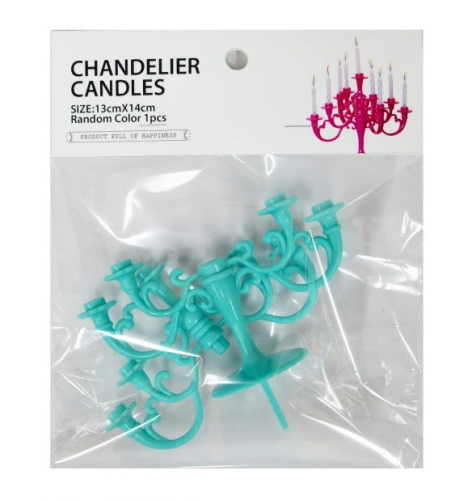 CHANDELIER
CANDLES
SIZE:13cmX14cm
Random Color 1pcs
PRODUCT FULL OF HAPPINESS